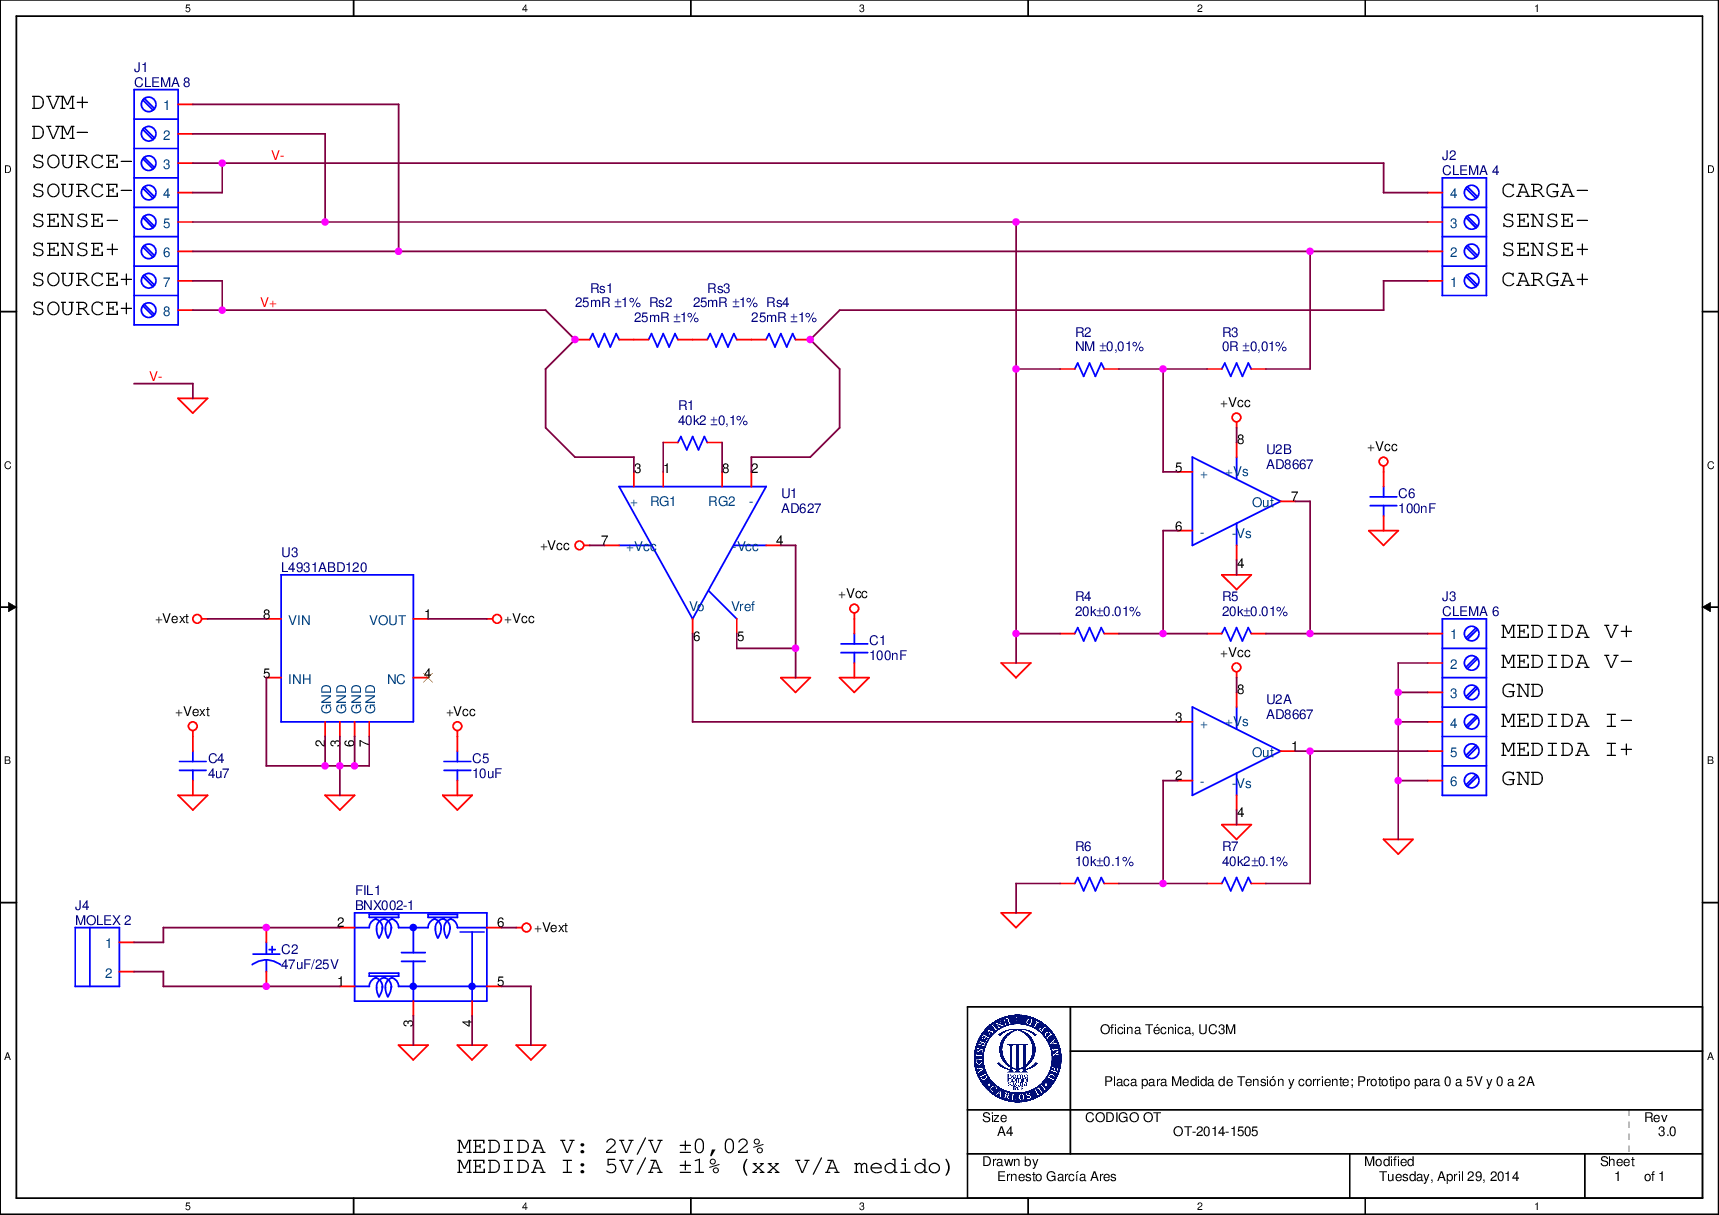 5 4 3 2 1
D
C
B
A
D
C
B
A
J1
CLEMA 8
DVM+ 1
DVM- 2
SOURCE- 3
SOURCE- 4
SENSE- 5
SENSE+ 6
SOURCE+ 7
SOURCE+ 8
V-
V+
V-
J2
CLEMA 4
4 CARGA-
3 SENSE-
2 SENSE+
1 CARGA+
Rs1
25mR ±1%
Rs2
25mR ±1%
Rs3
25mR ±1%
Rs4
25mR ±1%
R1
40k2 ±0,1%
3 1 8 2
+ RG1 RG2 -
U1
AD627
+Vcc 7 +Vcc
-Vcc 4
Vo Vref
6 5
+Vcc
C1
100nF
R2
NM ±0,01%
R3
0R ±0,01%
+Vcc
8
U2B
AD8667
5 + +Vs
Out 7
6 - -Vs
4
+Vcc
C6
100nF
R4
20k±0.01%
R5
20k±0.01%
+Vcc
8
U2A
AD8667
3 + +Vs
Out 1
2 - -Vs
4
R6
10k±0.1%
R7
40k2±0.1%
J3
CLEMA 6
1 MEDIDA V+
2 MEDIDA V-
3 GND
4 MEDIDA I-
5 MEDIDA I+
6 GND
U3
L4931ABD120
+Vext 8 VIN VOUT 1 +Vcc
5 INH NC 4
GND GND GND GND
2 3 6 7
+Vext
C4
4u7
+Vcc
C5
10uF
J4
MOLEX 2
1
2
C2
47uF/25V
+
FIL1
BNX002-1
2 6 +Vext
1 5
3 4
MEDIDA V: 2V/V ±0,02%
MEDIDA I: 5V/A ±1% (xx V/A medido)
UNIVERSIDAD · CARLOS III · DE MADRID
Oficina Técnica, UC3M
Placa para Medida de Tensión y corriente; Prototipo para 0 a 5V y 0 a 2A
Size
A4
CODIGO OT
OT-2014-1505
Rev
3.0
Drawn by
Ernesto García Ares
Modified
Tuesday, April 29, 2014
Sheet
1 of 1
5 4 3 2 1